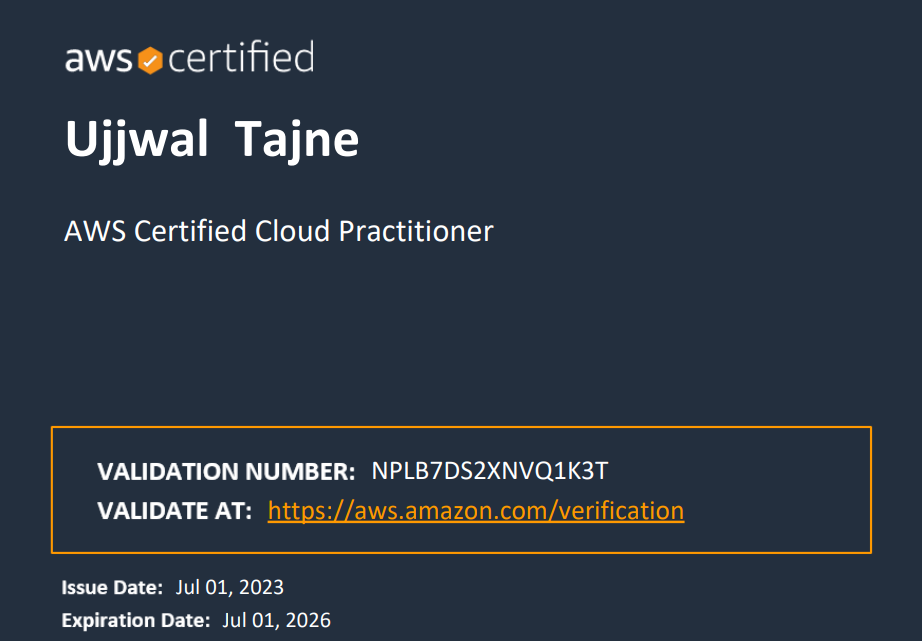 aws certified
Ujjwal Tajne
AWS Certified Cloud Practitioner
VALIDATION NUMBER: NPLB7DS2XNVQ1K3T
VALIDATE AT: https://aws.amazon.com/verification
Issue Date: Jul 01, 2023
Expiration Date: Jul 01, 2026